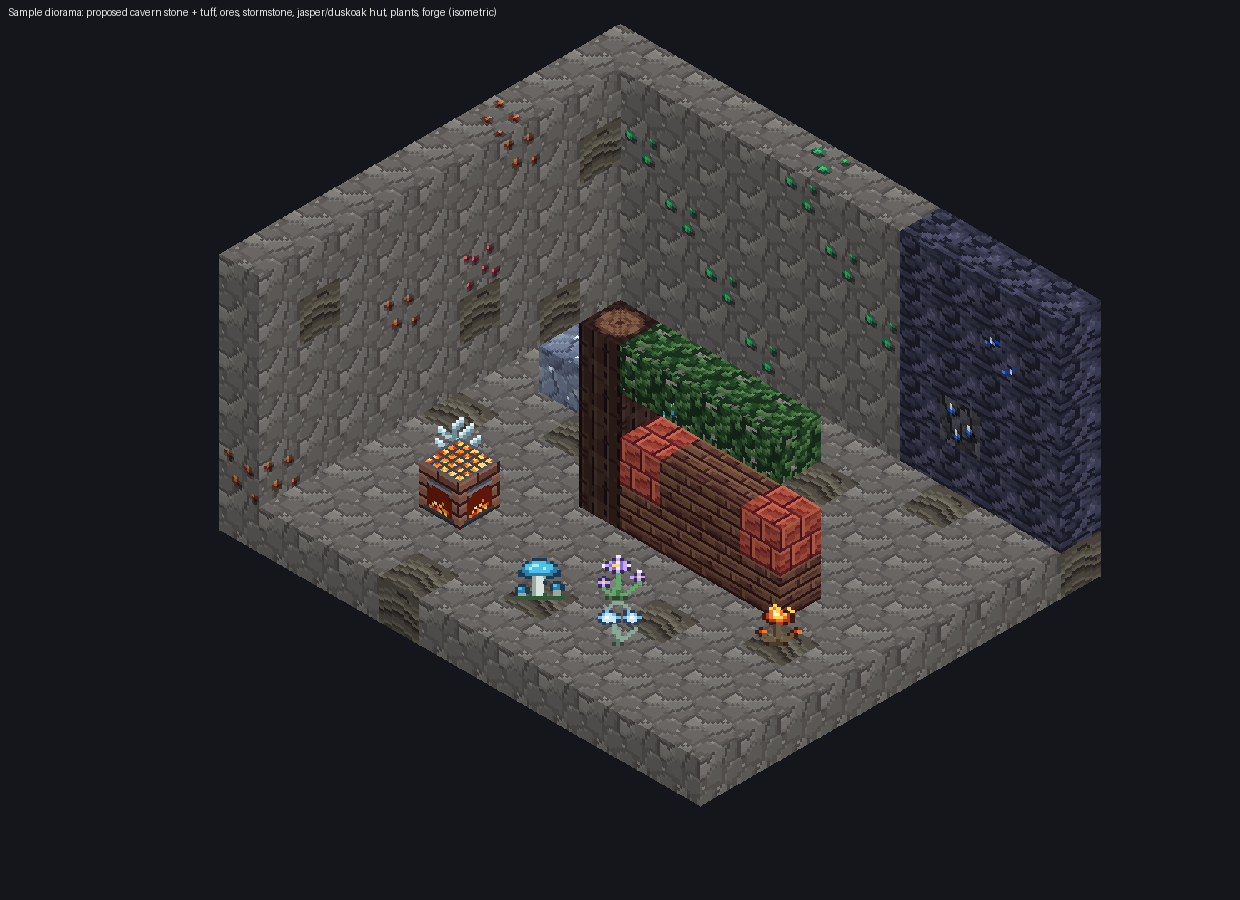 Sample diorama: proposed cavern stone + tuff, ores, stormstone, jasper/duskoak hut, plants, forge (isometric)